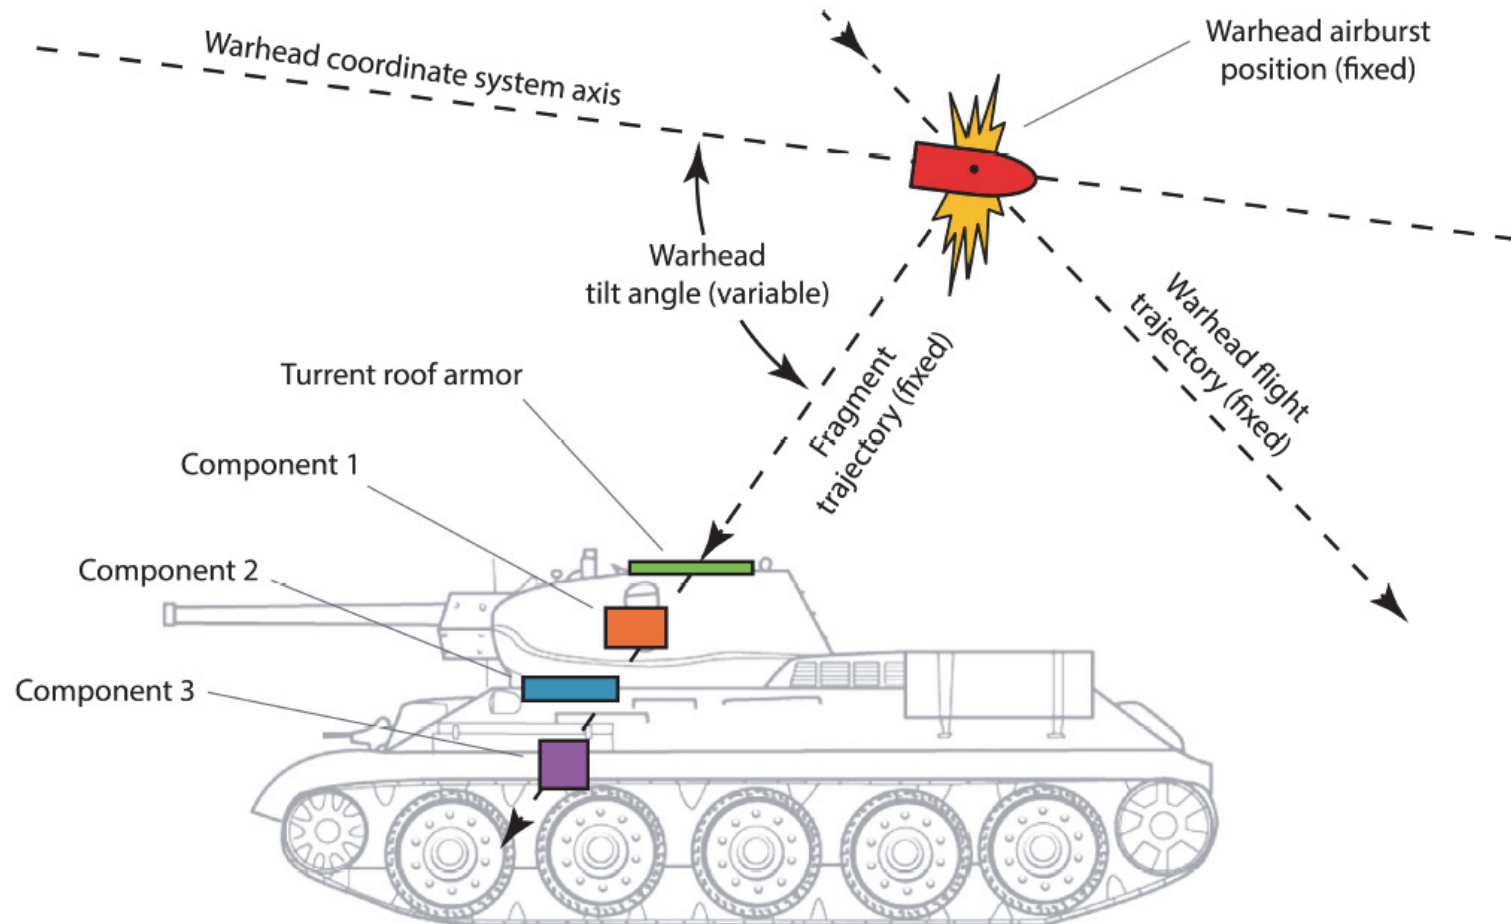 Warhead coordinate system axis
Warhead airburst
position (fixed)
Warhead
tilt angle (variable)
Warhead flight
trajectory (fixed)
Fragment
trajectory (fixed)
Turrent roof armor
Component 1
Component 2
Component 3